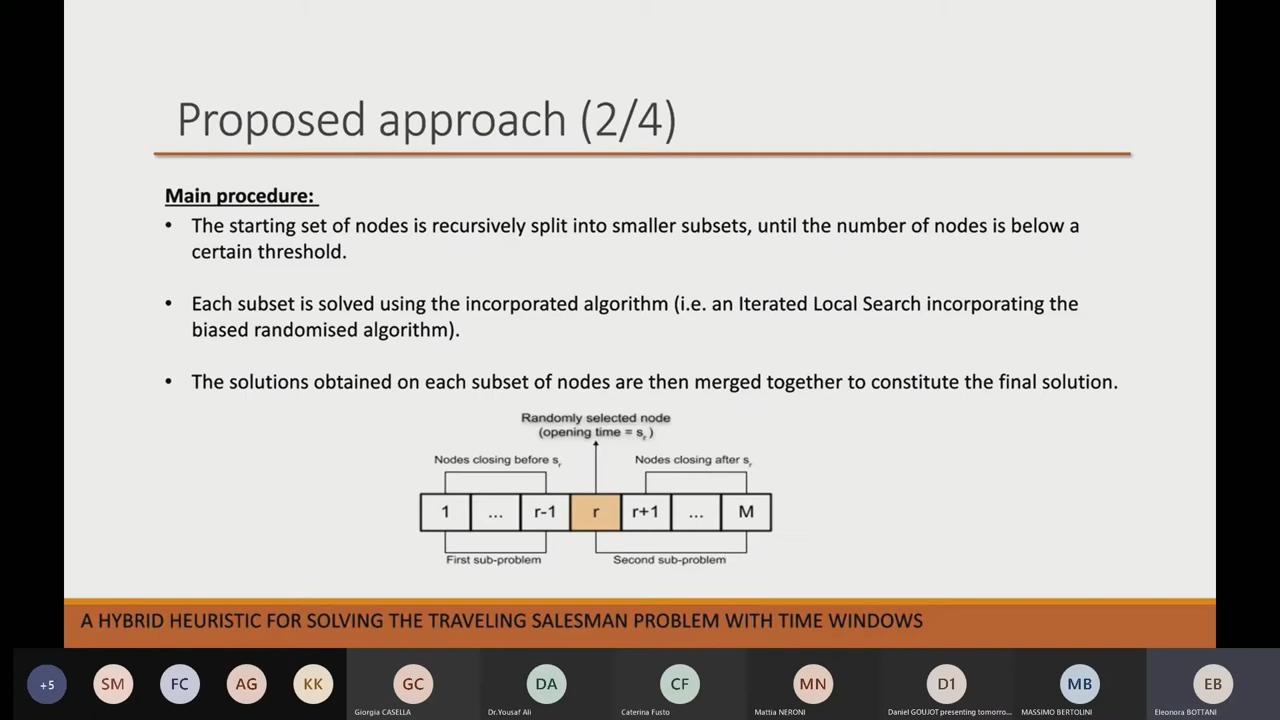 Proposed approach (2/4)
Main procedure:
• The starting set of nodes is recursively split into smaller subsets, until the number of nodes is below a
certain threshold.
• Each subset is solved using the incorporated algorithm (i.e. an Iterated Local Search incorporating the
biased randomised algorithm).
• The solutions obtained on each subset of nodes are then merged together to constitute the final solution.
Randomly selected node
(opening time = sr)
Nodes closing before sr
Nodes closing after sr
1 ... r-1 r r+1 ... M
First sub-problem
Second sub-problem
A HYBRID HEURISTIC FOR SOLVING THE TRAVELING SALESMAN PROBLEM WITH TIME WINDOWS
+5 SM FC AG KK GC DA CF MN D1 MB EB
Giorgia CASELLA Dr.Yousaf Ali Caterina Fusto Mattia NERONI Daniel GOUJOT presenting tomorro... MASSIMO BERTOLINI Eleonora BOTTANI